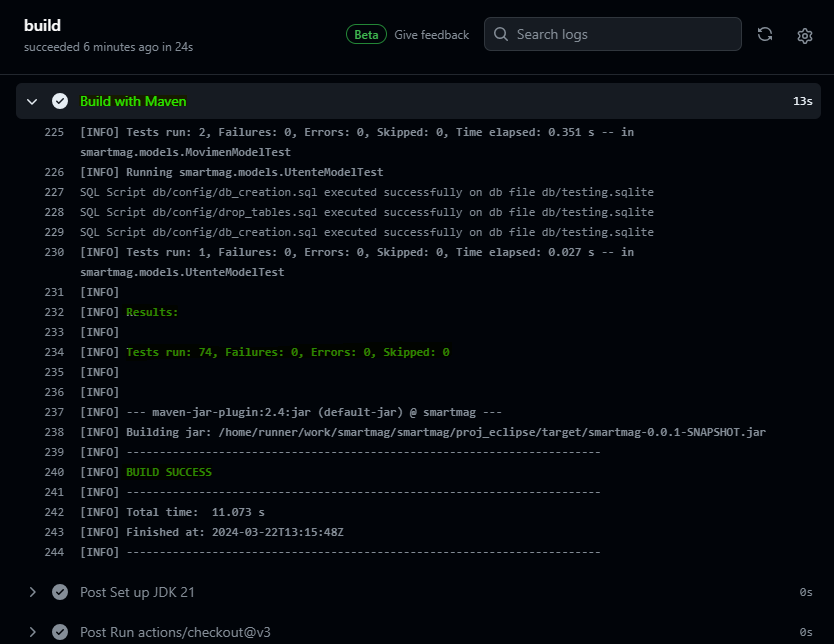 build
succeeded 6 minutes ago in 24s
Beta Give feedback
Search logs
Build with Maven 13s
225 [INFO] Tests run: 2, Failures: 0, Errors: 0, Skipped: 0, Time elapsed: 0.351 s -- in
smartmag.models.MovimenModelTest
226 [INFO] Running smartmag.models.UtenteModelTest
227 SQL Script db/config/db_creation.sql executed successfully on db file db/testing.sqlite
228 SQL Script db/config/drop_tables.sql executed successfully on db file db/testing.sqlite
229 SQL Script db/config/db_creation.sql executed successfully on db file db/testing.sqlite
230 [INFO] Tests run: 1, Failures: 0, Errors: 0, Skipped: 0, Time elapsed: 0.027 s -- in
smartmag.models.UtenteModelTest
231 [INFO]
232 [INFO] Results:
233 [INFO]
234 [INFO] Tests run: 74, Failures: 0, Errors: 0, Skipped: 0
235 [INFO]
236 [INFO]
237 [INFO] --- maven-jar-plugin:2.4:jar (default-jar) @ smartmag ---
238 [INFO] Building jar: /home/runner/work/smartmag/smartmag/proj_eclipse/target/smartmag-0.0.1-SNAPSHOT.jar
239 [INFO] ------------------------------------------------------------------------
240 [INFO] BUILD SUCCESS
241 [INFO] ------------------------------------------------------------------------
242 [INFO] Total time:  11.073 s
243 [INFO] Finished at: 2024-03-22T13:15:48Z
244 [INFO] ------------------------------------------------------------------------
Post Set up JDK 21 0s
Post Run actions/checkout@v3 0s